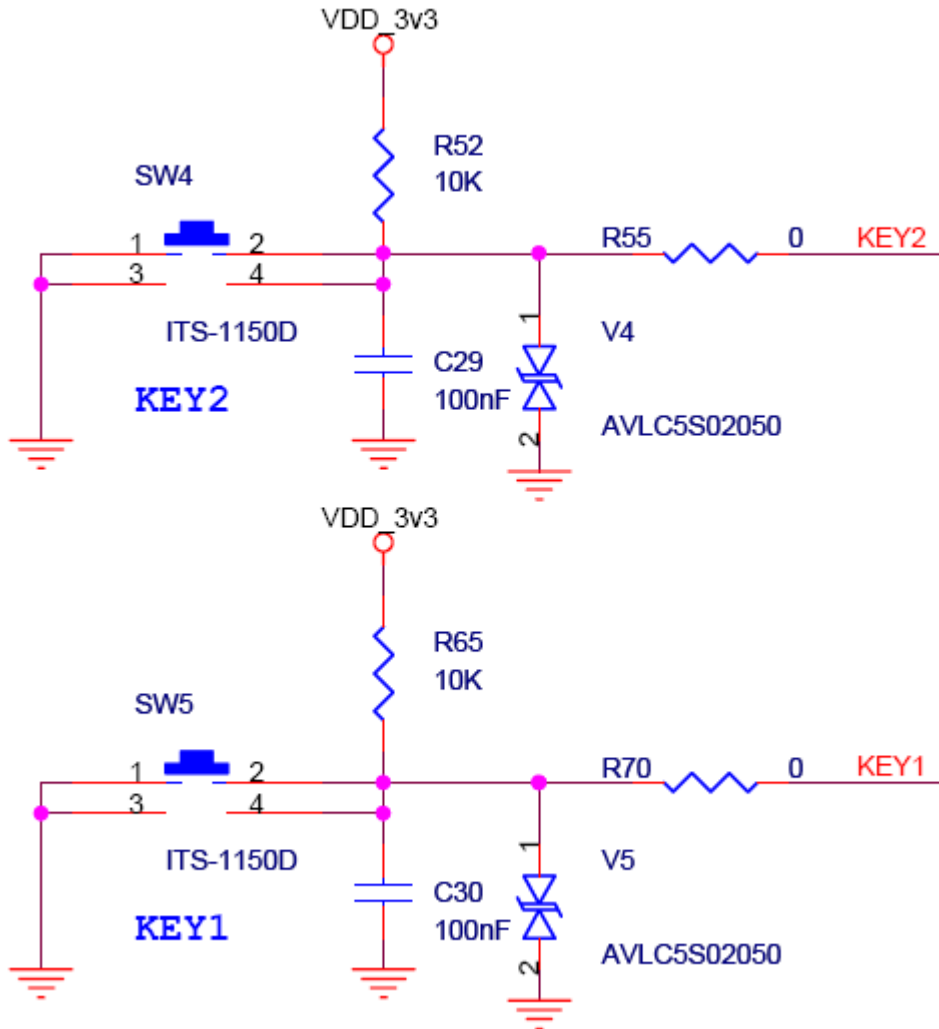 VDD_3v3
R52
10K
SW4
1 2
3 4
R55 0 KEY2
ITS-1150D
KEY2
C29
100nF
1
V4
2
AVLC5S02050
VDD_3v3
R65
10K
SW5
1 2
3 4
R70 0 KEY1
ITS-1150D
KEY1
C30
100nF
1
V5
2
AVLC5S02050